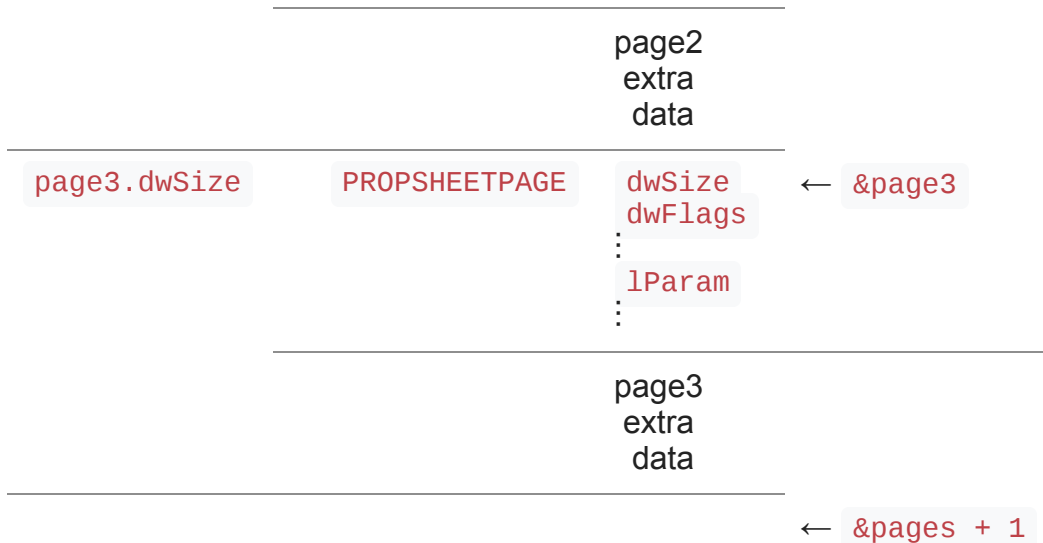 page2
extra
data
page3.dwSize PROPSHEETPAGE dwSize ← &page3
dwFlags
⋮
lParam
⋮
page3
extra
data
← &pages + 1